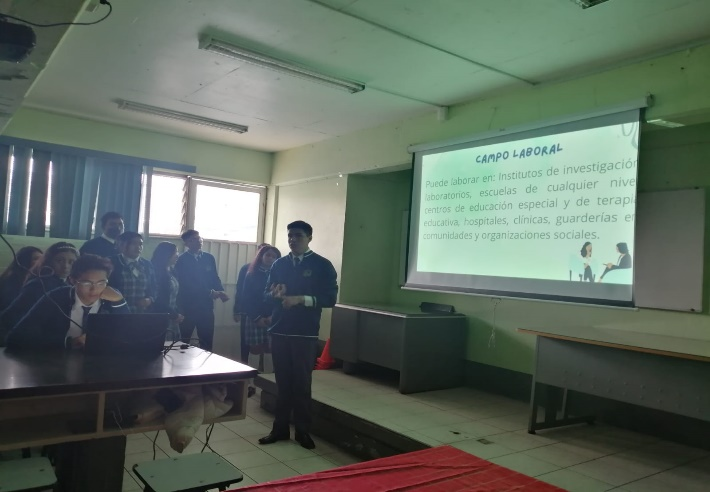 CAMPO LABORAL
Puede laborar en: Institutos de investigación
laboratorios, escuelas de cualquier nive
centros de educación especial y de terapia
educativa, hospitales, clínicas, guarderías en
comunidades y organizaciones sociales.